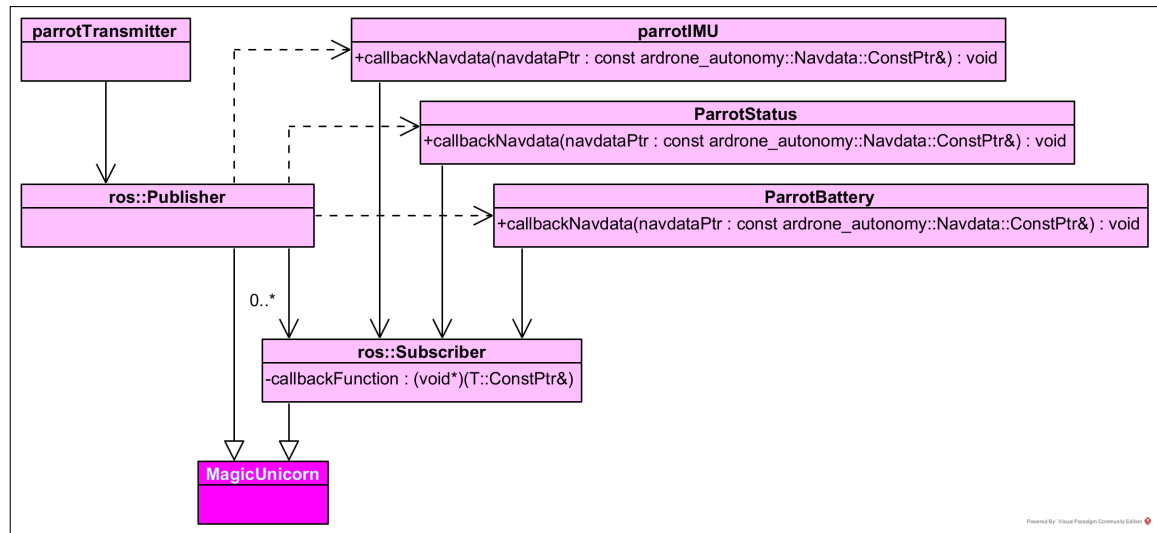 parrotTransmitter
parrotIMU
+callbackNavdata(navdataPtr : const ardrone_autonomy::Navdata::ConstPtr&) : void
ParrotStatus
+callbackNavdata(navdataPtr : const ardrone_autonomy::Navdata::ConstPtr&) : void
ros::Publisher
ParrotBattery
+callbackNavdata(navdataPtr : const ardrone_autonomy::Navdata::ConstPtr&) : void
0..*
ros::Subscriber
-callbackFunction : (void*)(T::ConstPtr&)
MagicUnicorn
Powered By: Visual Paradigm Community Edition